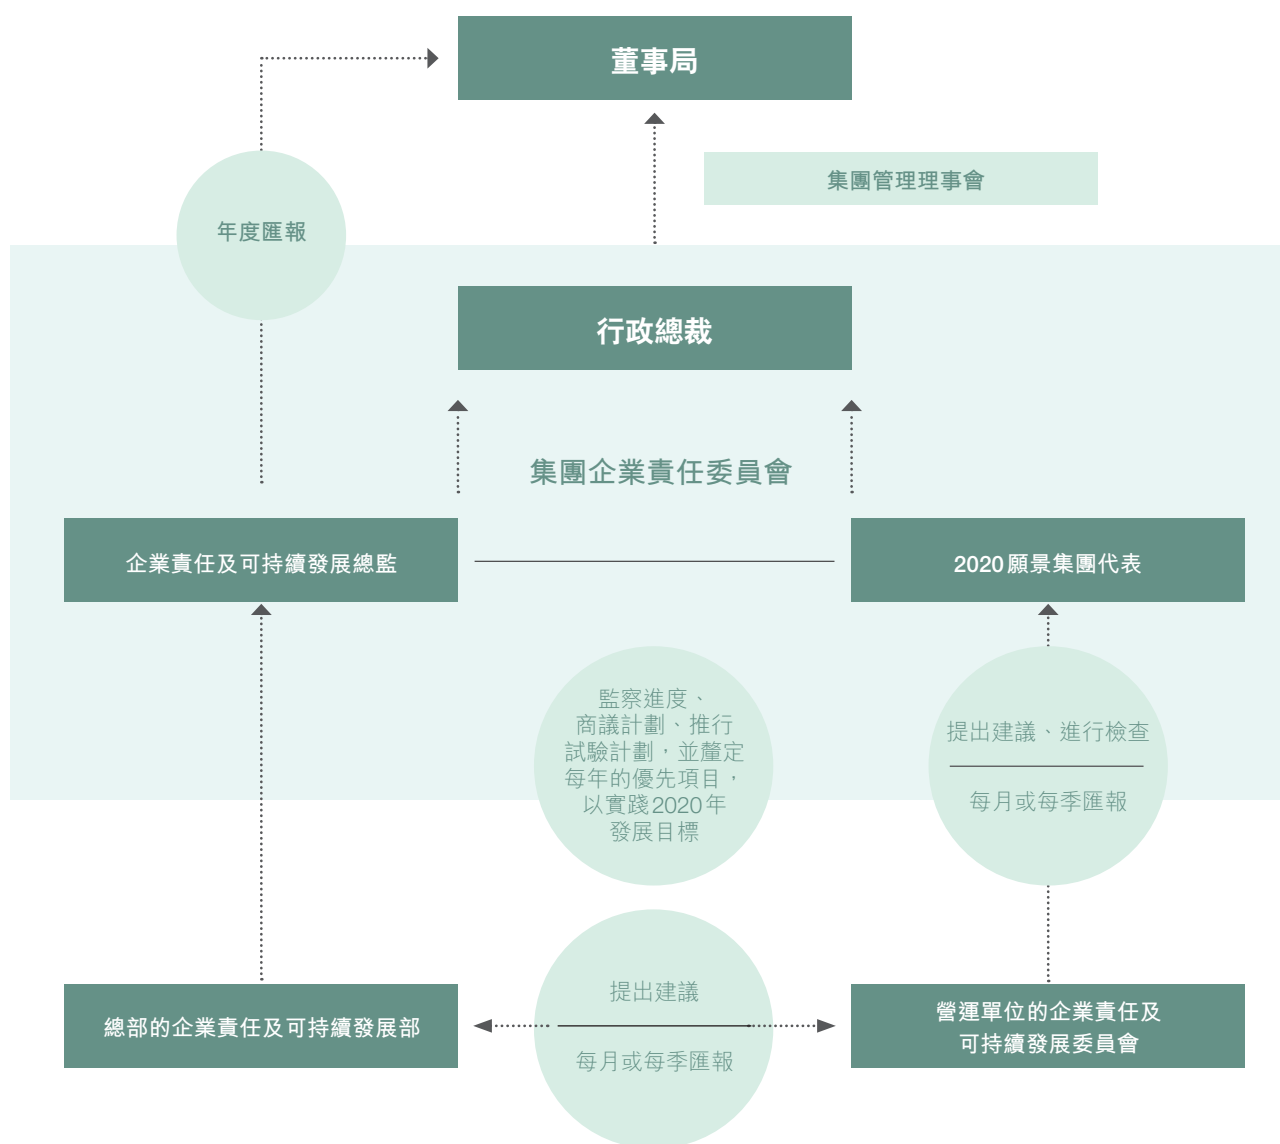 董事局
集團管理理事會
年度匯報
行政總裁
集團企業責任委員會
企業責任及可持續發展總監
2020願景集團代表
監察進度、
商議計劃、推行
試驗計劃，並釐定
每年的優先項目，
以實踐2020年
發展目標
提出建議、進行檢查
每月或每季匯報
提出建議
每月或每季匯報
總部的企業責任及可持續發展部
營運單位的企業責任及
可持續發展委員會